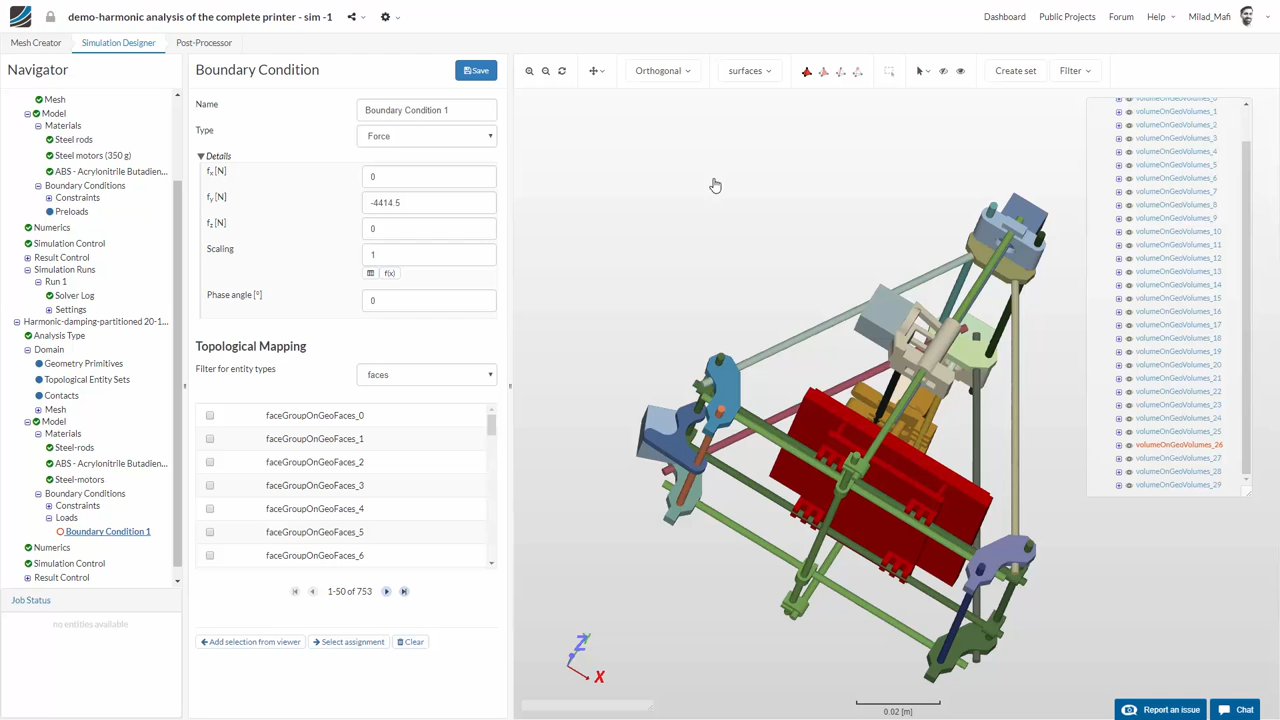 demo-harmonic analysis of the complete printer - sim -1
Dashboard
Public Projects
Forum
Help
Milad_Mafi
Mesh Creator
Simulation Designer
Post-Processor
Navigator
Mesh
Model
Materials
Steel rods
Steel motors (350 g)
ABS - Acrylonitrile Butadien...
Boundary Conditions
Constraints
Preloads
Numerics
Simulation Control
Result Control
Simulation Runs
Run 1
Solver Log
Settings
Harmonic-damping-partitioned 20-1...
Analysis Type
Domain
Geometry Primitives
Topological Entity Sets
Contacts
Mesh
Model
Materials
Steel-rods
ABS - Acrylonitrile Butadien...
Steel-motors
Boundary Conditions
Constraints
Loads
Boundary Condition 1
Numerics
Simulation Control
Result Control
Job Status
no entities available
Boundary Condition
Save
Name
Boundary Condition 1
Type
Force
Details
fx [N]
0
fy [N]
-4414.5
fz [N]
0
Scaling
1
f(x)
Phase angle [°]
0
Topological Mapping
Filter for entity types
faces
faceGroupOnGeoFaces_0
faceGroupOnGeoFaces_1
faceGroupOnGeoFaces_2
faceGroupOnGeoFaces_3
faceGroupOnGeoFaces_4
faceGroupOnGeoFaces_5
faceGroupOnGeoFaces_6
1-50 of 753
Add selection from viewer
Select assignment
Clear
Orthogonal
surfaces
Create set
Filter
volumeOnGeoVolumes_0
volumeOnGeoVolumes_1
volumeOnGeoVolumes_2
volumeOnGeoVolumes_3
volumeOnGeoVolumes_4
volumeOnGeoVolumes_5
volumeOnGeoVolumes_6
volumeOnGeoVolumes_7
volumeOnGeoVolumes_8
volumeOnGeoVolumes_9
volumeOnGeoVolumes_10
volumeOnGeoVolumes_11
volumeOnGeoVolumes_12
volumeOnGeoVolumes_13
volumeOnGeoVolumes_14
volumeOnGeoVolumes_15
volumeOnGeoVolumes_16
volumeOnGeoVolumes_17
volumeOnGeoVolumes_18
volumeOnGeoVolumes_19
volumeOnGeoVolumes_20
volumeOnGeoVolumes_21
volumeOnGeoVolumes_22
volumeOnGeoVolumes_23
volumeOnGeoVolumes_24
volumeOnGeoVolumes_25
volumeOnGeoVolumes_26
volumeOnGeoVolumes_27
volumeOnGeoVolumes_28
volumeOnGeoVolumes_29
Z
X
0.02 [m]
Report an issue
Chat